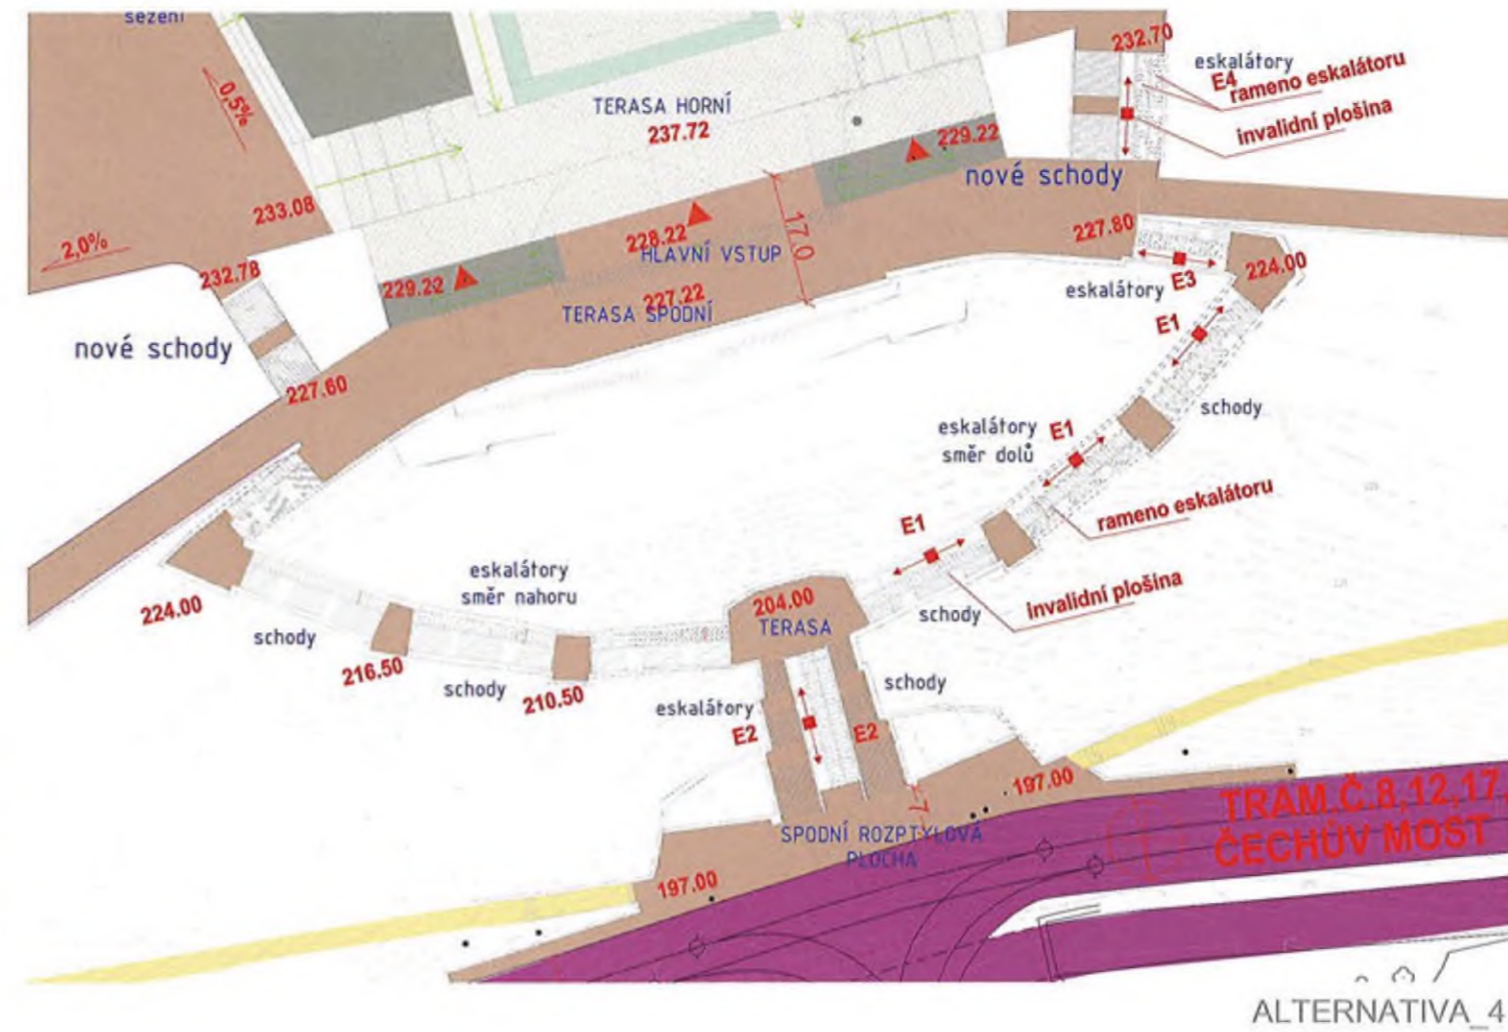 sezení
232.70
eskalátory
E4
rameno eskalátoru
invalidní plošina
0,5%
TERASA HORNÍ
237.72
229.22
nové schody
233.08
2,0%
232.78
228.22
HLAVNÍ VSTUP
17.0
227.80
224.00
229.22
227.22
TERASA SPODNÍ
eskalátory
E3
E1
nové schody
227.60
schody
eskalátory
směr dolů
E1
rameno eskalátoru
E1
eskalátory
směr nahoru
invalidní plošina
224.00
204.00
TERASA
schody
schody
216.50
schody
210.50
eskalátory
E2
schody
E2
197.00
7
SPODNÍ ROZPTYLOVÁ
PLOCHA
TRAM.Č.8,12,17,
ČECHŮV MOST
197.00
ALTERNATIVA_4